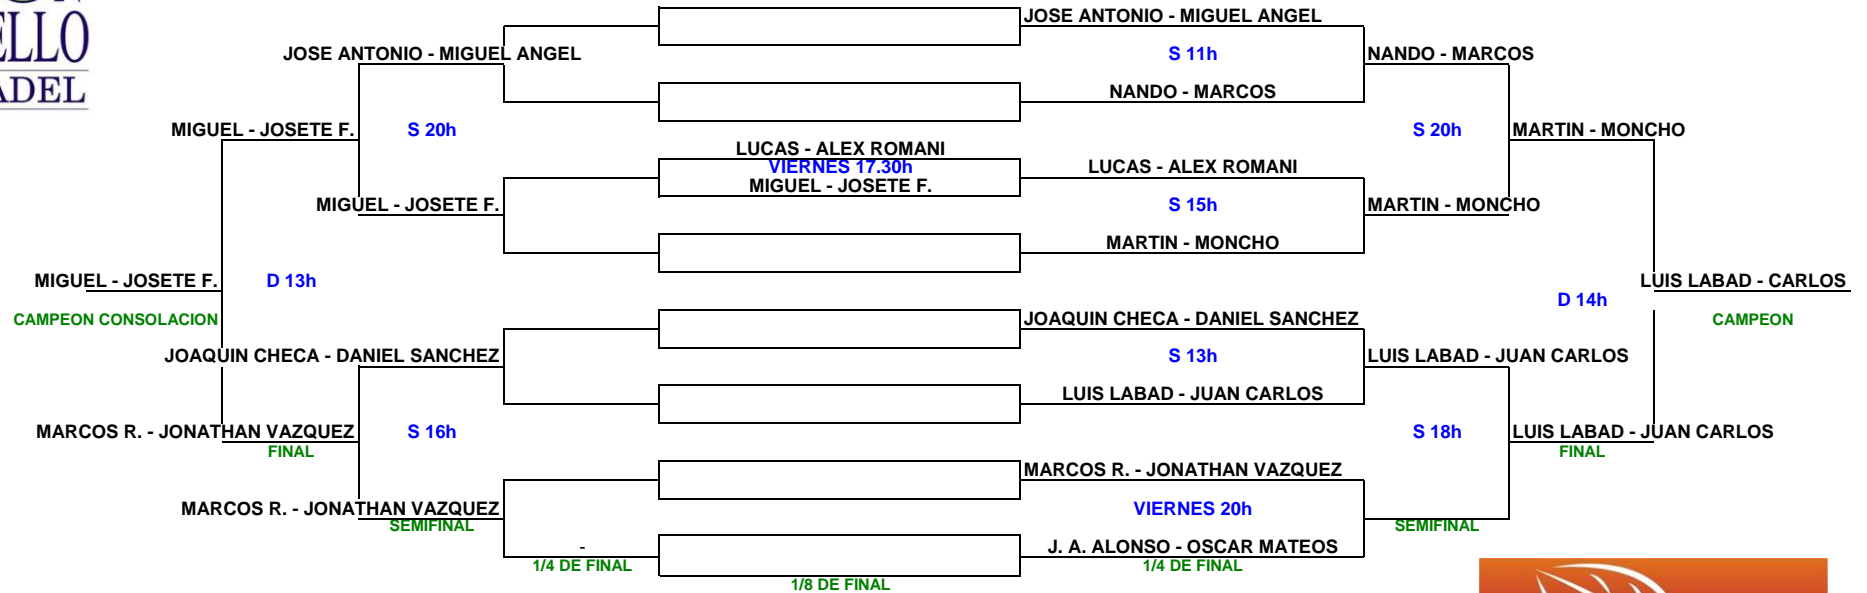 ELLO
ADEL
JOSE ANTONIO - MIGUEL ANGEL
JOSE ANTONIO - MIGUEL ANGEL
S 11h
NANDO - MARCOS
NANDO - MARCOS
MIGUEL - JOSETE F.
S 20h
S 20h
MARTIN - MONCHO
LUCAS - ALEX ROMANI
VIERNES 17.30h
LUCAS - ALEX ROMANI
MIGUEL - JOSETE F.
MIGUEL - JOSETE F.
S 15h
MARTIN - MONCHO
MARTIN - MONCHO
MIGUEL - JOSETE F.
D 13h
LUIS LABAD - CARLOS
D 14h
CAMPEON CONSOLACION
JOAQUIN CHECA - DANIEL SANCHEZ
CAMPEON
JOAQUIN CHECA - DANIEL SANCHEZ
S 13h
LUIS LABAD - JUAN CARLOS
LUIS LABAD - JUAN CARLOS
MARCOS R. - JONATHAN VAZQUEZ
S 16h
S 18h
LUIS LABAD - JUAN CARLOS
FINAL
FINAL
MARCOS R. - JONATHAN VAZQUEZ
MARCOS R. - JONATHAN VAZQUEZ
VIERNES 20h
SEMIFINAL
SEMIFINAL
-
J. A. ALONSO - OSCAR MATEOS
1/4 DE FINAL
1/4 DE FINAL
1/8 DE FINAL